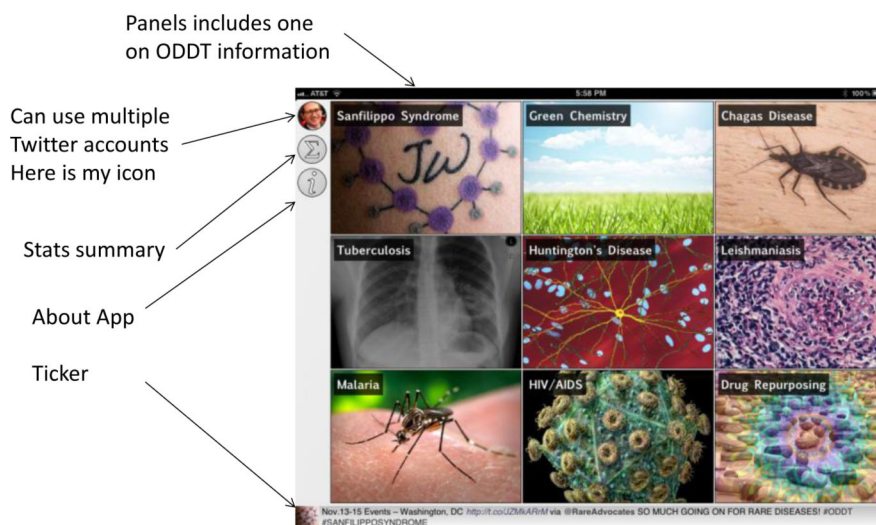 Panels includes one
on ODDT information
Can use multiple
Twitter accounts
Here is my icon
Stats summary
About App
Ticker
AT&T 5:58 PM 100%
Sanfilippo Syndrome Green Chemistry Chagas Disease
Σ
i
Tuberculosis Huntington's Disease Leishmaniasis
Malaria HIV/AIDS Drug Repurposing
JW
Nov.13-15 Events – Washington, DC http://t.co/UZMkARrM via @RareAdvocates SO MUCH GOING ON FOR RARE DISEASES! #ODDT
#SANFILIPPOSYNDROME